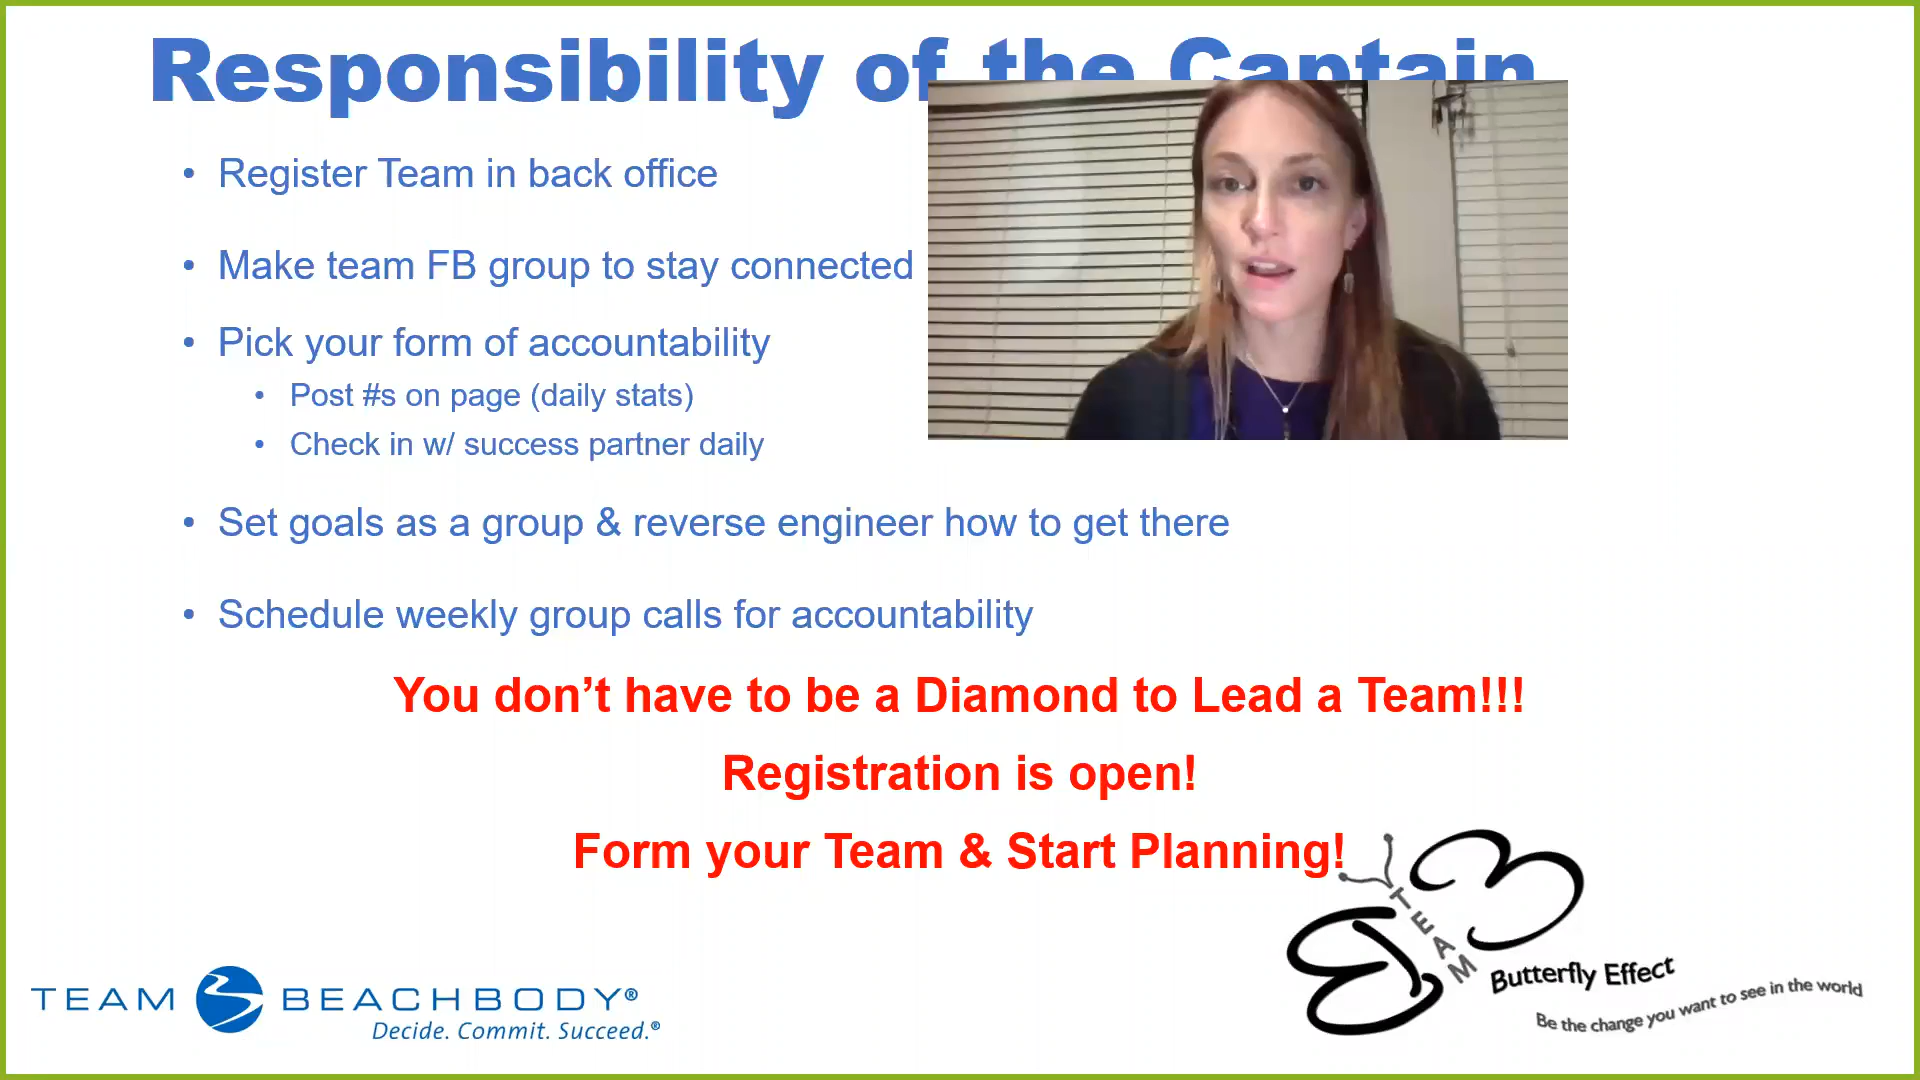 Responsibility of the Captain
• Register Team in back office
• Make team FB group to stay connected
• Pick your form of accountability
• Post #s on page (daily stats)
• Check in w/ success partner daily
• Set goals as a group & reverse engineer how to get there
• Schedule weekly group calls for accountability
You don’t have to be a Diamond to Lead a Team!!!
Registration is open!
Form your Team & Start Planning!
TEAM
Butterfly Effect
Be the change you want to see in the world
TEAM BEACHBODY®
Decide. Commit. Succeed.®